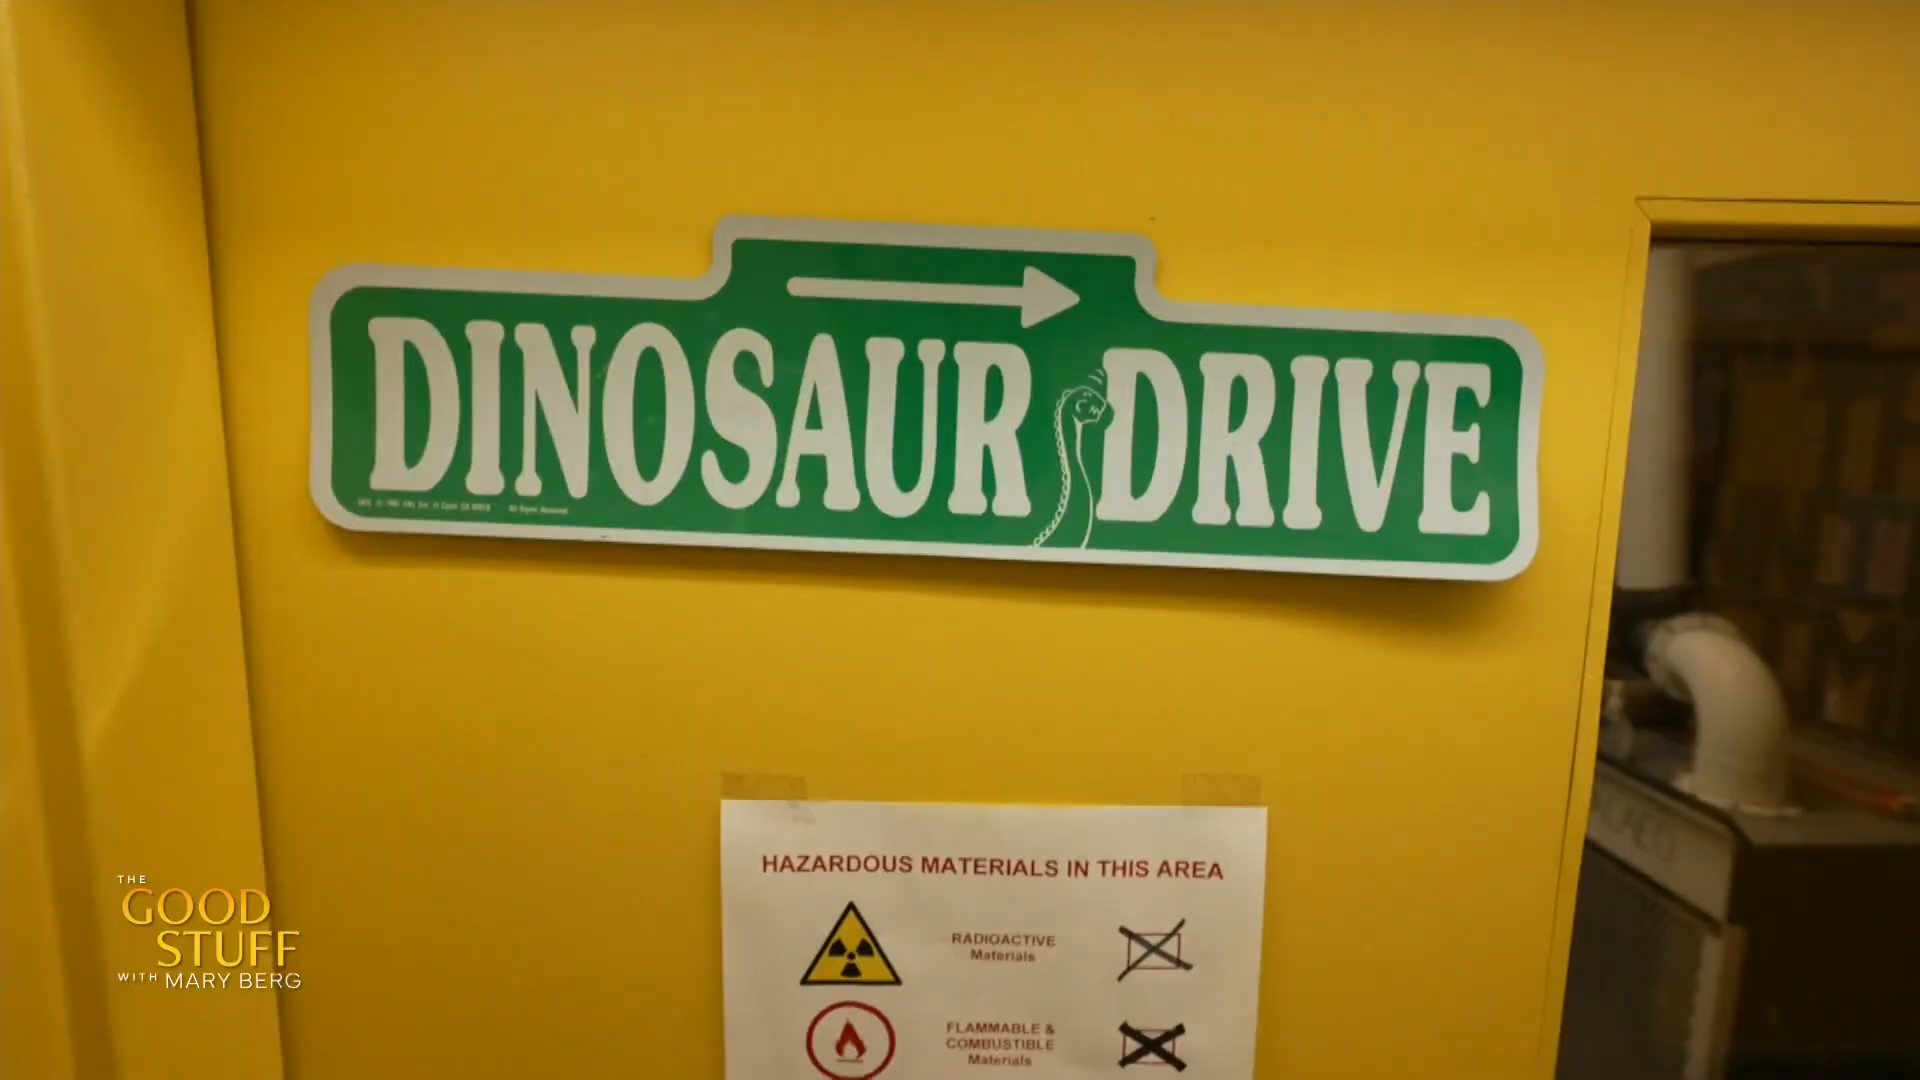 DINOSAUR DRIVE
HAZARDOUS MATERIALS IN THIS AREA
RADIOACTIVE
Materials
FLAMMABLE &
COMBUSTIBLE
Materials
THE
GOOD
STUFF
WITH MARY BERG